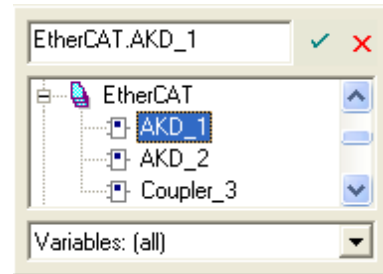 EtherCAT.AKD_1
EtherCAT
AKD_1
AKD_2
Coupler_3
Variables: (all)